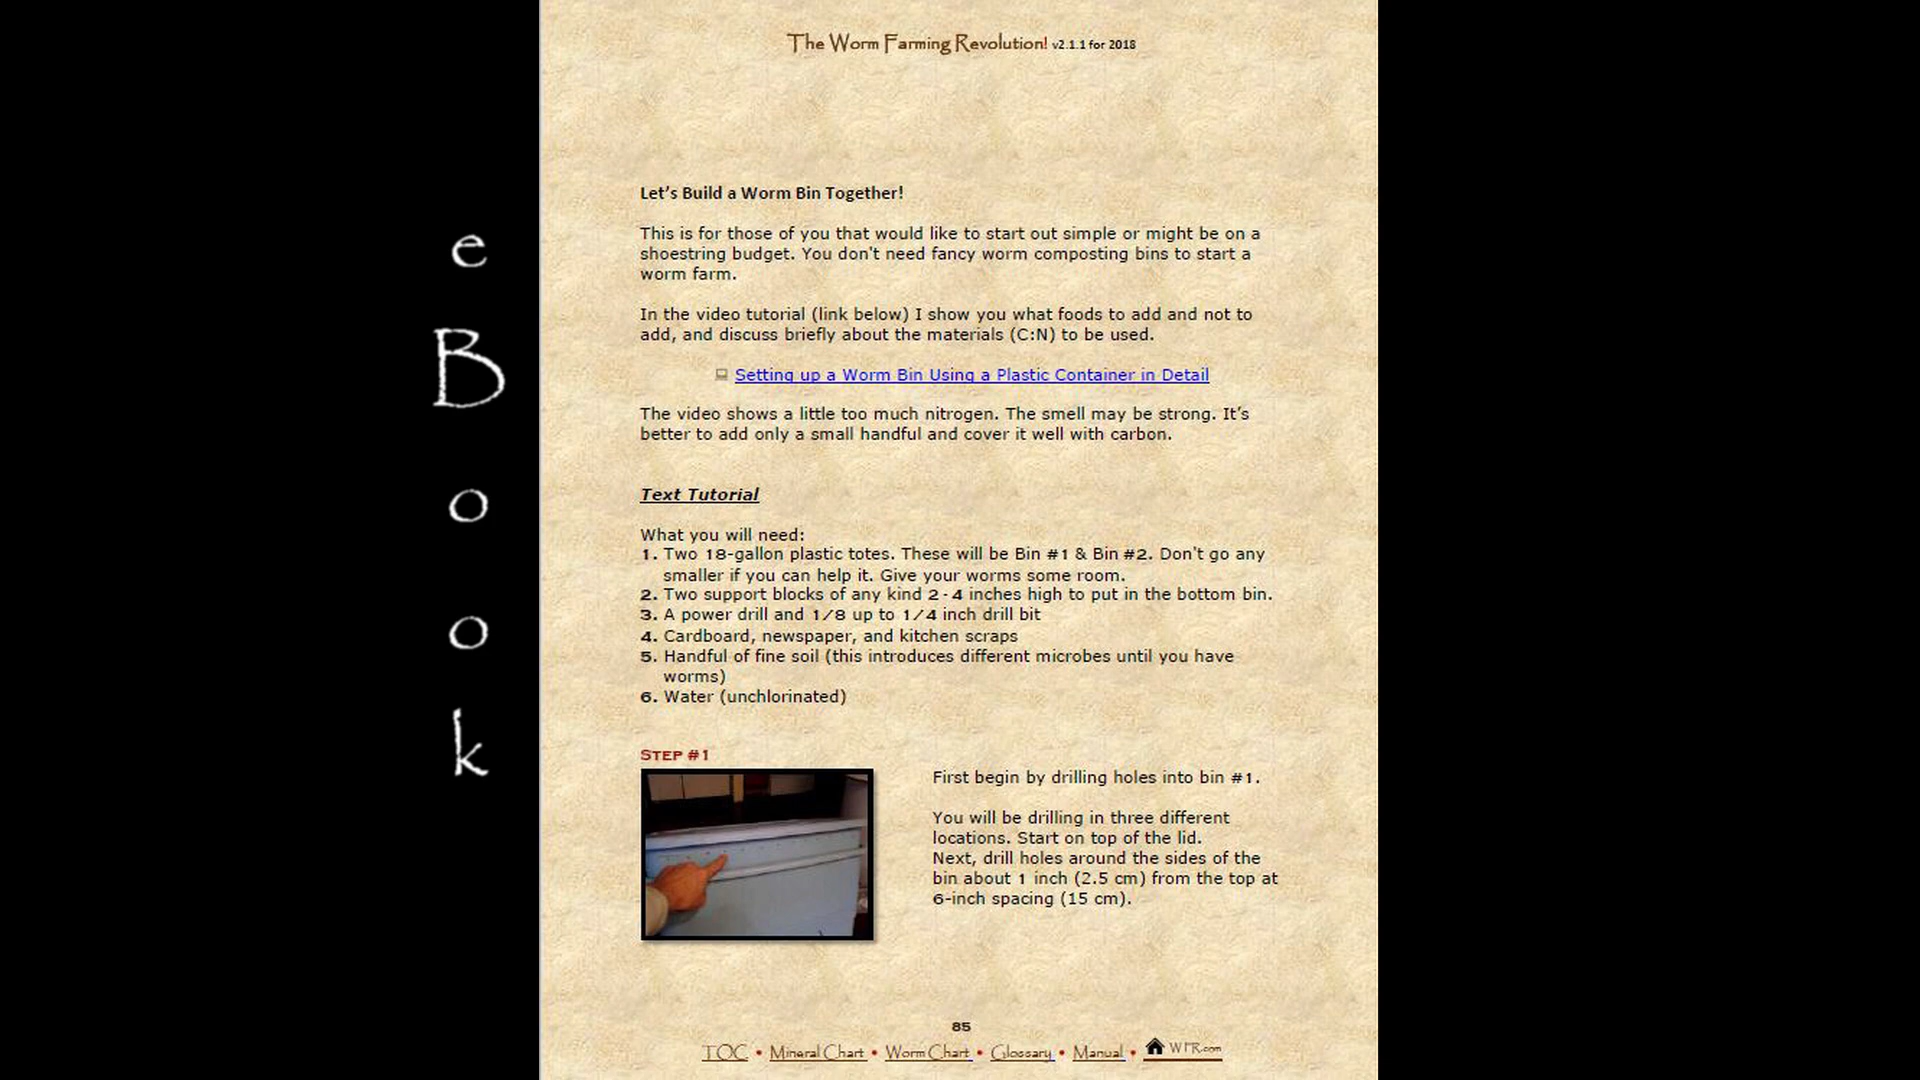 The Worm Farming Revolution! v2.1.1 for 2018
e
B
o
o
k
Let's Build a Worm Bin Together!
This is for those of you that would like to start out simple or might be on a
shoestring budget. You don't need fancy worm composting bins to start a
worm farm.
In the video tutorial (link below) I show you what foods to add and not to
add, and discuss briefly about the materials (C:N) to be used.
Setting up a Worm Bin Using a Plastic Container in Detail
The video shows a little too much nitrogen. The smell may be strong. It's
better to add only a small handful and cover it well with carbon.
Text Tutorial
What you will need:
1. Two 18-gallon plastic totes. These will be Bin #1 & Bin #2. Don't go any
smaller if you can help it. Give your worms some room.
2. Two support blocks of any kind 2-4 inches high to put in the bottom bin.
3. A power drill and 1/8 up to 1/4 inch drill bit
4. Cardboard, newspaper, and kitchen scraps
5. Handful of fine soil (this introduces different microbes until you have
worms)
6. Water (unchlorinated)
STEP #1
First begin by drilling holes into bin #1.
You will be drilling in three different
locations. Start on top of the lid.
Next, drill holes around the sides of the
bin about 1 inch (2.5 cm) from the top at
6-inch spacing (15 cm).
85
TOC • Mineral Chart • Worm Chart • Glossary • Manual • WFR.com